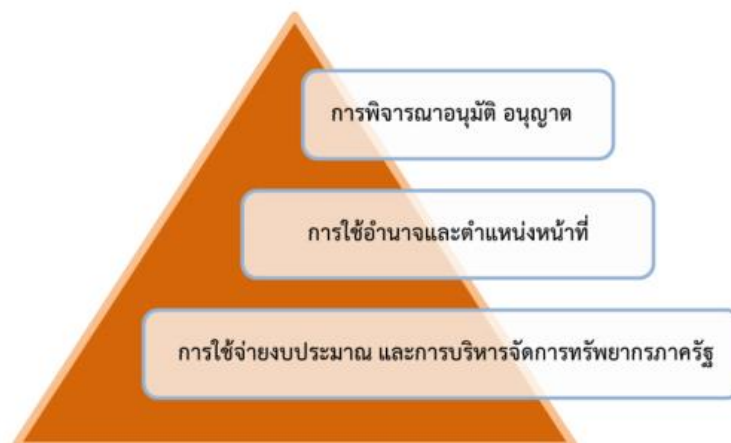 การพิจารณาอนุมัติ อนุญาต
การใช้อำนาจและตำแหน่งหน้าที่
การใช้จ่ายงบประมาณ และการบริหารจัดการทรัพยากรภาครัฐ